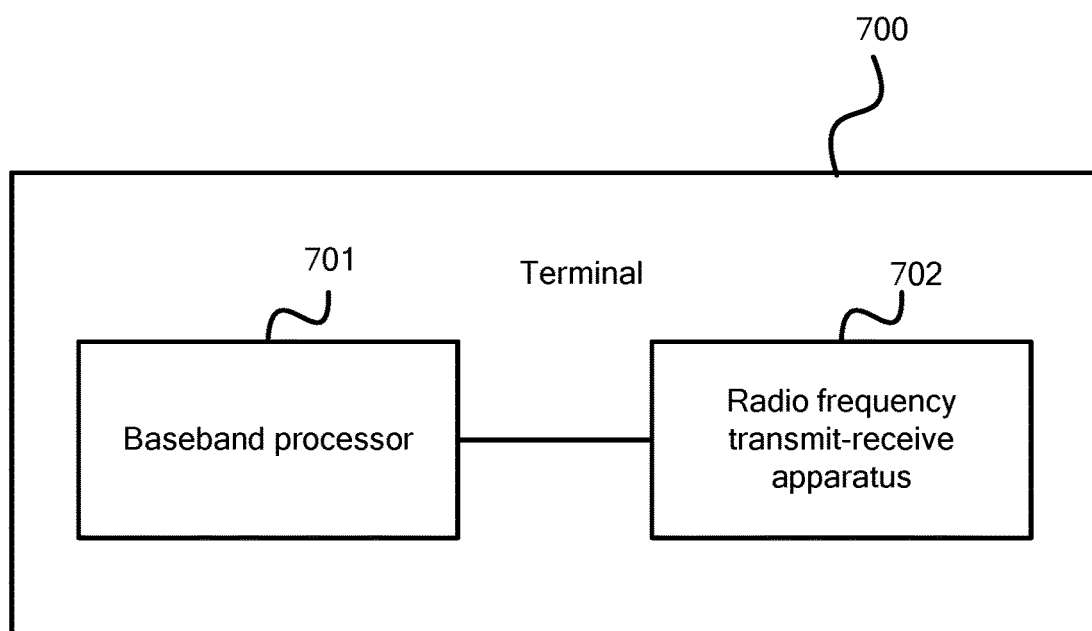 700
701
Terminal
702
Baseband processor
Radio frequency
transmit-receive
apparatus